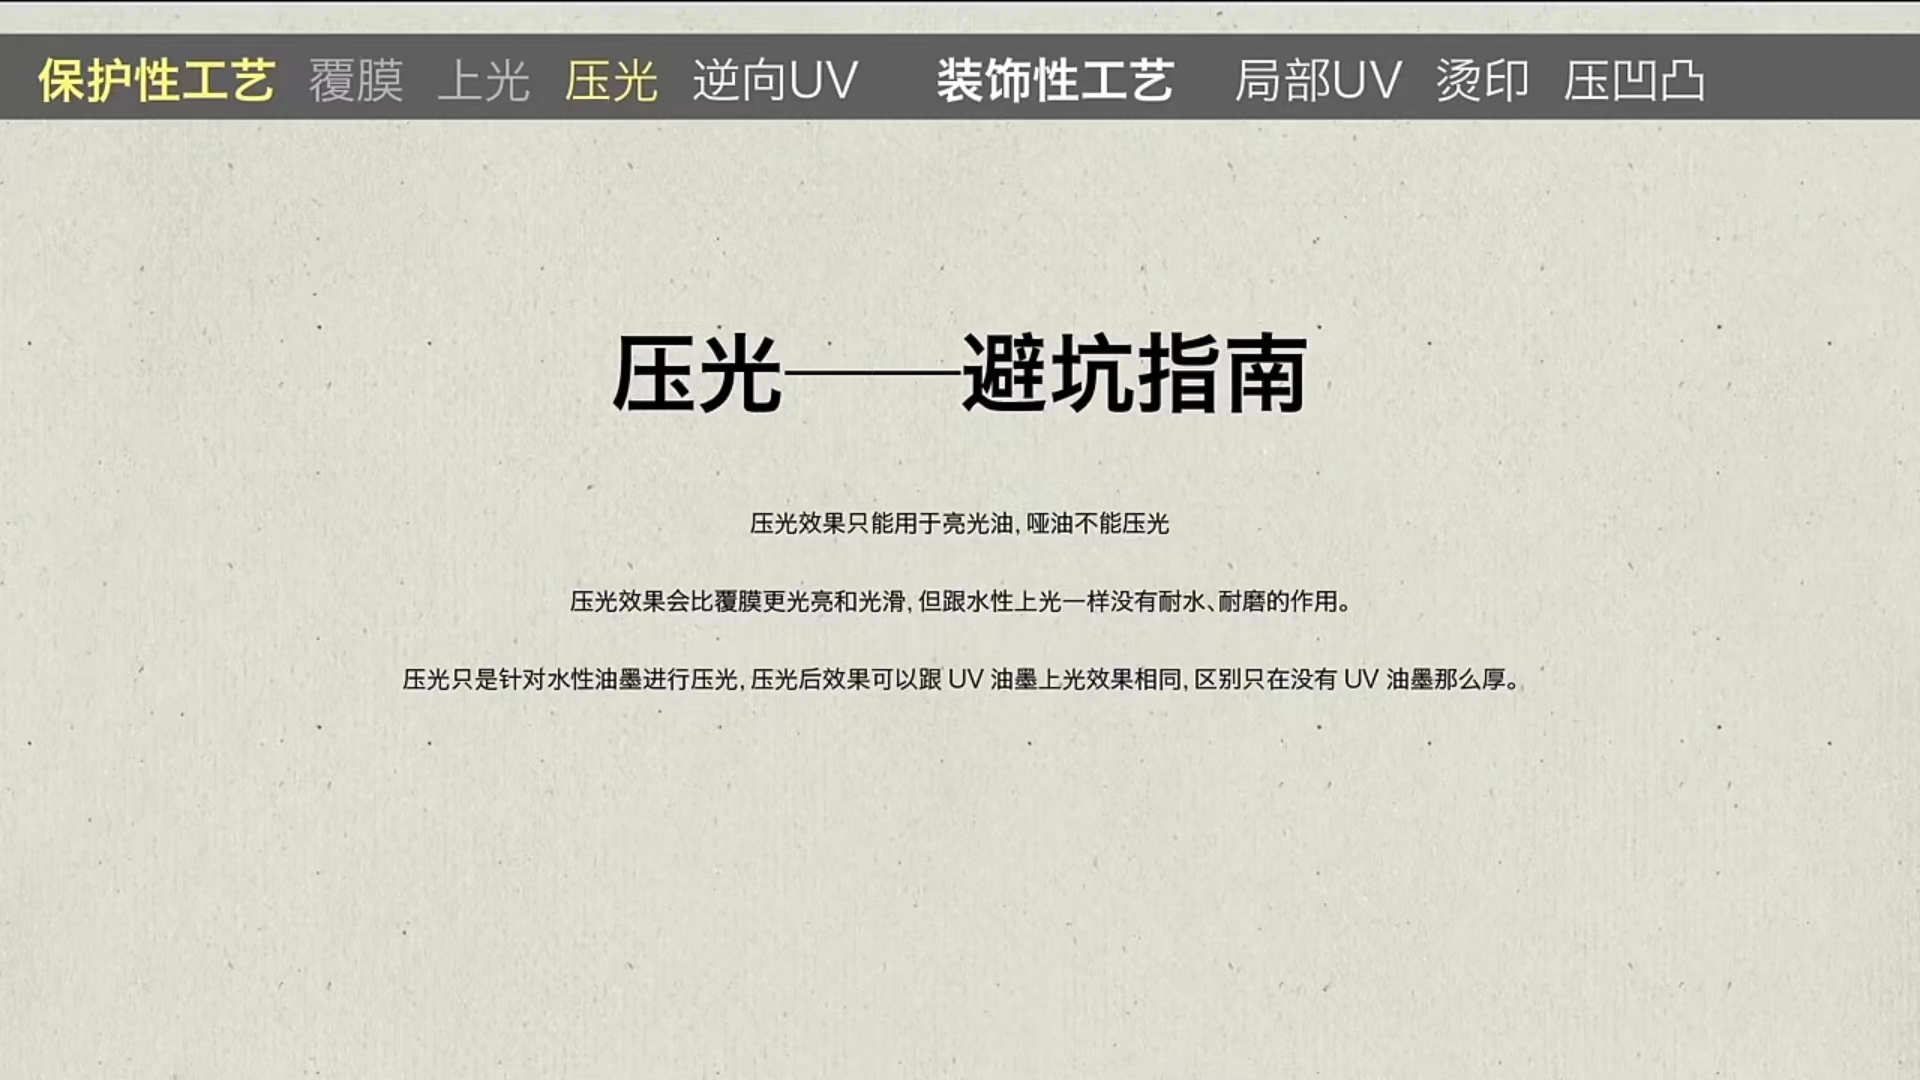 保护性工艺 覆膜 上光 压光 逆向UV 装饰性工艺 局部UV 烫印 压凹凸
压光——避坑指南
压光效果只能用于亮光油, 哑油不能压光
压光效果会比覆膜更光亮和光滑, 但跟水性上光一样没有耐水、耐磨的作用。
压光只是针对水性油墨进行压光, 压光后效果可以跟 UV 油墨上光效果相同, 区别只在没有 UV 油墨那么厚。